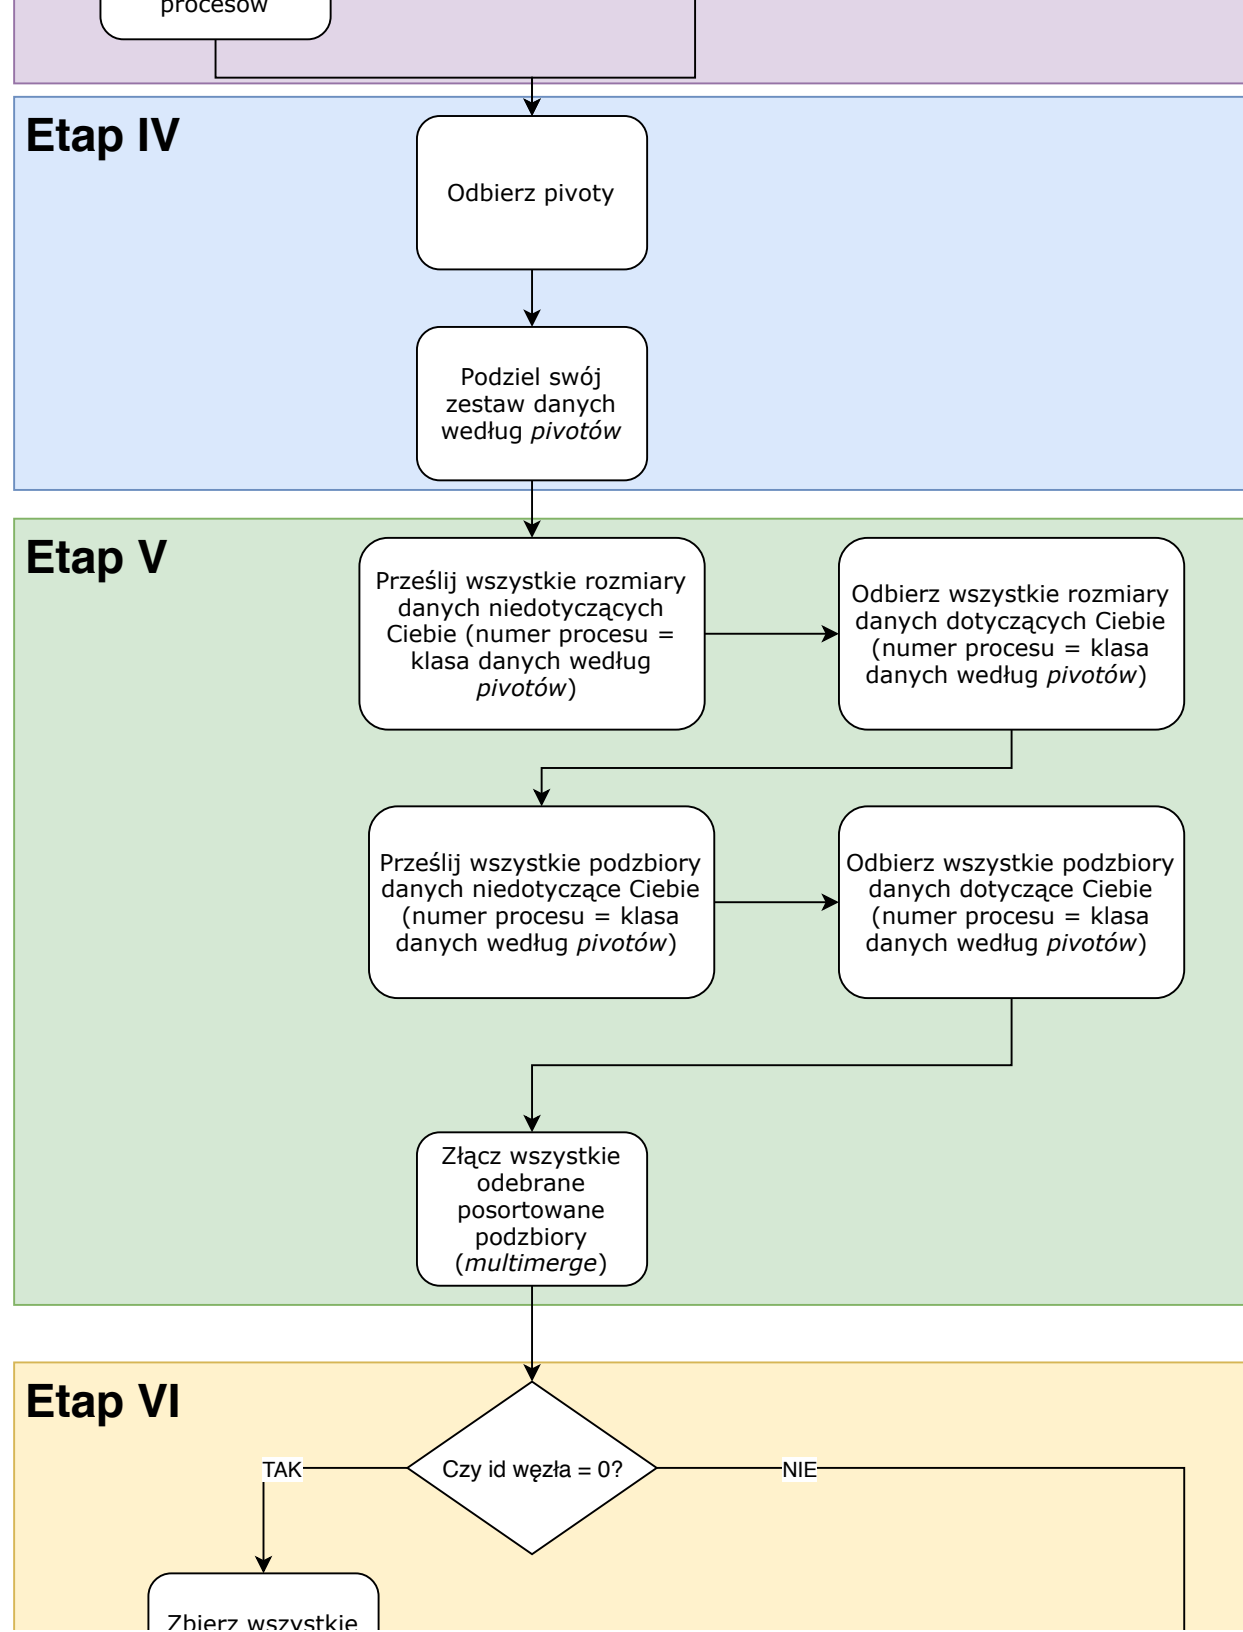 procesów
Etap IV
Odbierz pivoty
Podziel swój
zestaw danych
według pivotów
Etap V
Prześlij wszystkie rozmiary
danych niedotyczących
Ciebie (numer procesu =
klasa danych według
pivotów)
Odbierz wszystkie rozmiary
danych dotyczących Ciebie
(numer procesu = klasa
danych według pivotów)
Prześlij wszystkie podzbiory
danych niedotyczące Ciebie
(numer procesu = klasa
danych według pivotów)
Odbierz wszystkie podzbiory
danych dotyczące Ciebie
(numer procesu = klasa
danych według pivotów)
Złącz wszystkie
odebrane
posortowane
podzbiory
(multimerge)
Etap VI
Czy id węzła = 0?
TAK
NIE
Zbierz wszystkie